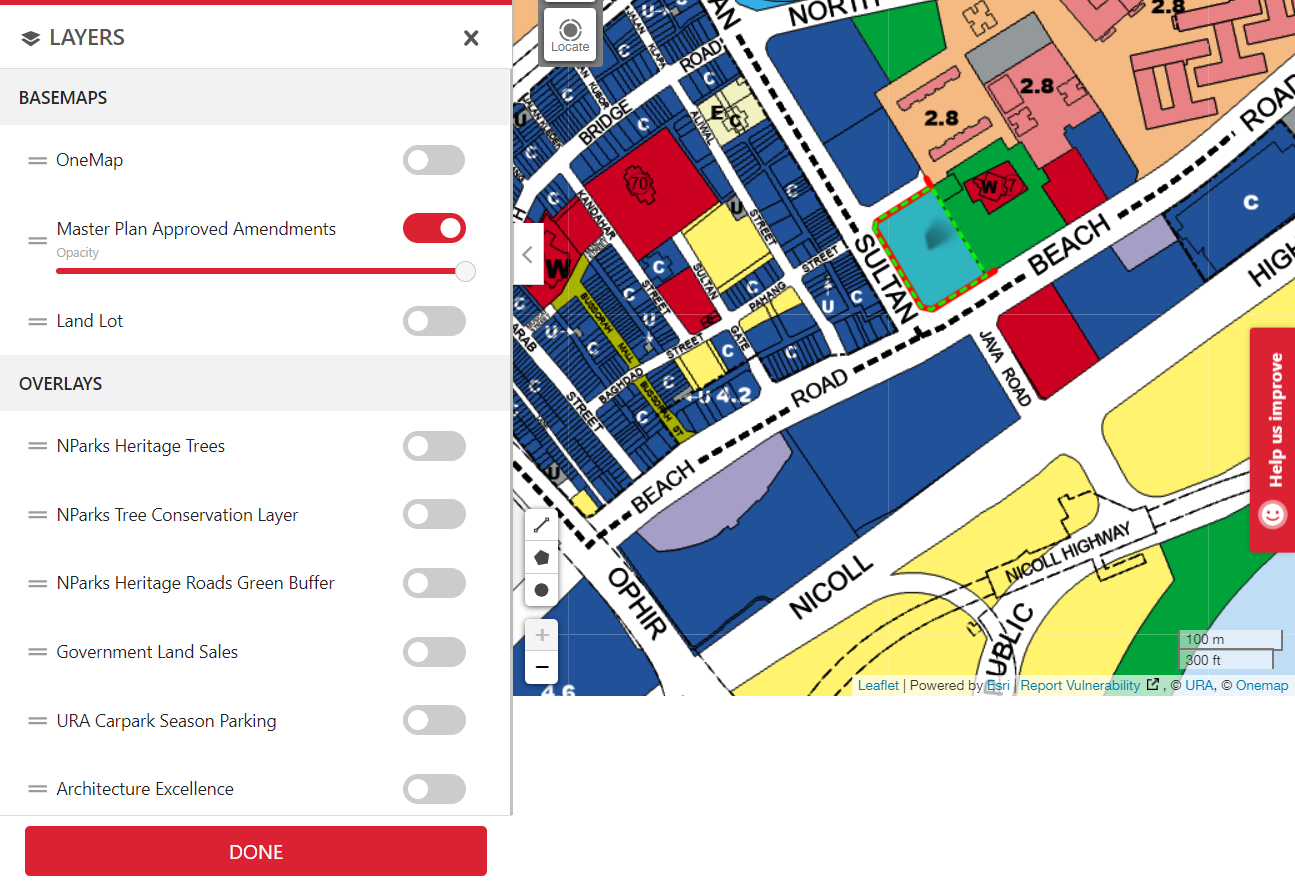 LAYERS
BASEMAPS
OneMap
Master Plan Approved Amendments
Opacity
Land Lot
OVERLAYS
NParks Heritage Trees
NParks Tree Conservation Layer
NParks Heritage Roads Green Buffer
Government Land Sales
URA Carpark Season Parking
Architecture Excellence
DONE
Locate
NORTH
2.8
2.8
2.8
ROAD
BRIDGE
ROAD
JALAN
E
C
C
C
C
C
ALIWAL
STREET
70
W
7
U
KANDAHAR
STREET
SULTAN
GATE
W
C
C
C
C
U
BUSSORAH
MALL
BUSSORAH ST
ARAB
STREET
BAGHDAD
STREET
PAHANG
STREET
C
C
C
C
C
U
U 4.2
SULTAN
BEACH
ROAD
BEACH
ROAD
C
HIGH
JAVA ROAD
OPHIR
NICOLL
NICOLL HIGHWAY
UBLIC
4.6
Help us improve
+
−
100 m
300 ft
Leaflet | Powered by Esri | Report Vulnerability , © URA, © Onemap